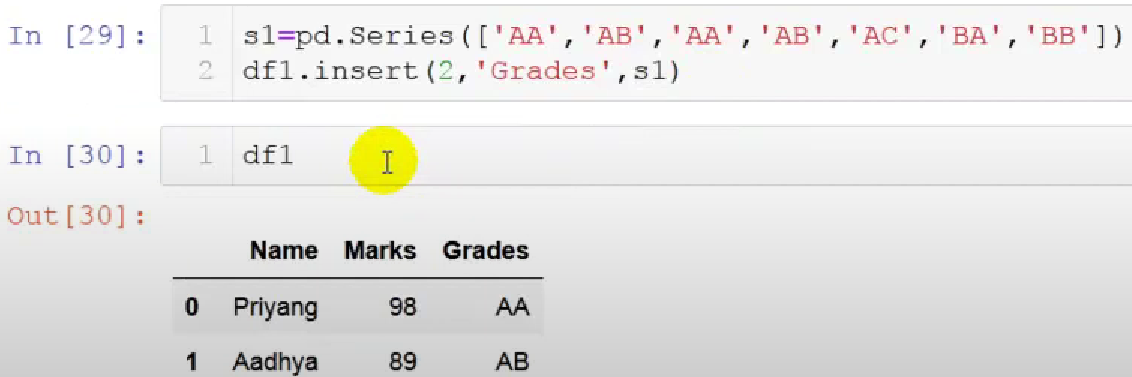 In [29]: 1 s1=pd.Series(['AA','AB','AA','AB','AC','BA','BB'])
2 df1.insert(2,'Grades',s1)
In [30]: 1 df1
Out[30]:
Name Marks Grades
0 Priyang 98 AA
1 Aadhya 89 AB